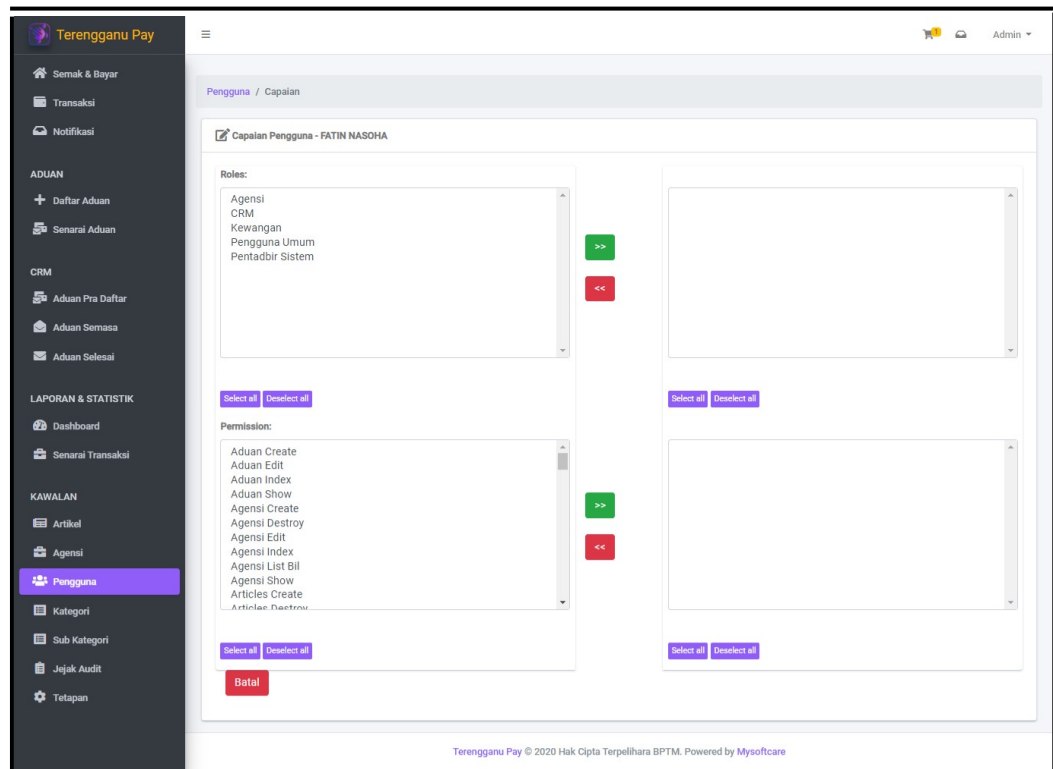 Terengganu Pay
1
Admin
Semak & Bayar
Transaksi
Notifikasi
ADUAN
Daftar Aduan
Senarai Aduan
CRM
Aduan Pra Daftar
Aduan Semasa
Aduan Selesai
LAPORAN & STATISTIK
Dashboard
Senarai Transaksi
KAWALAN
Artikel
Agensi
Pengguna
Kategori
Sub Kategori
Jejak Audit
Tetapan
Pengguna / Capaian
Capaian Pengguna - FATIN NASOHA
Roles:
Agensi
CRM
Kewangan
Pengguna Umum
Pentadbir Sistem
>>
<<
Select all Deselect all
Select all Deselect all
Permission:
Aduan Create
Aduan Edit
Aduan Index
Aduan Show
Agensi Create
Agensi Destroy
Agensi Edit
Agensi Index
Agensi List Bil
Agensi Show
Articles Create
Articles Destroy
>>
<<
Select all Deselect all
Select all Deselect all
Batal
Terengganu Pay © 2020 Hak Cipta Terpelihara BPTM. Powered by Mysoftcare